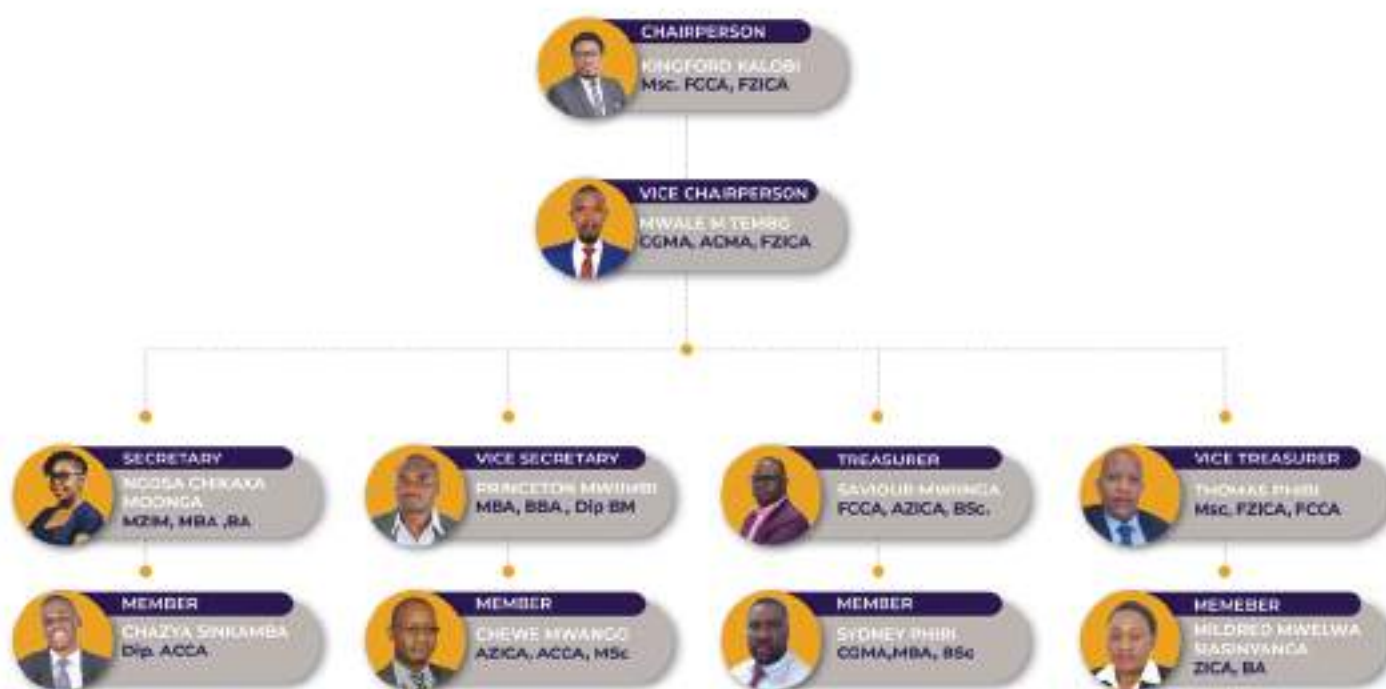 CHAIRPERSON
KINGFORD KALOBI
Msc. FCCA, FZICA
VICE CHAIRPERSON
MWALE M TEMBO
CGMA, ACMA, FZICA
SECRETARY
NGOSA CHIKAKA
MOONGA
MZIM, MBA ,BA
VICE SECRETARY
PRINCETON
MBA, BBA , Dip BM
TREASURER
SAVIOUR MWIINGA
FCCA, AZICA, BSc.
VICE TREASURER
THOMAS PHIRI
Msc, FZICA, FCCA
MEMBER
CHAZYA SINKAMBA
Dip. ACCA
MEMBER
CHEWE MWANGO
AZICA, ACCA, MSc
MEMBER
SYDNEY PHIRI
CGMA,MBA, BSc
MEMEBER
MILDRED MWELWA
SIASINYANGA
ZICA, BA